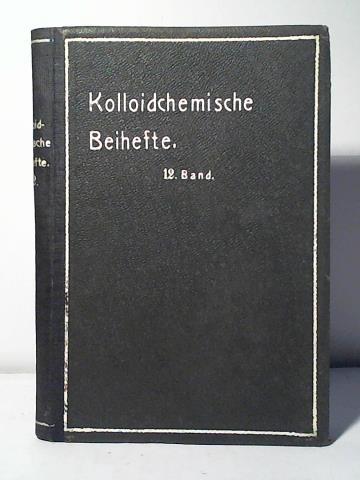 Kolloidchemische
Beihefte.
12. Band.